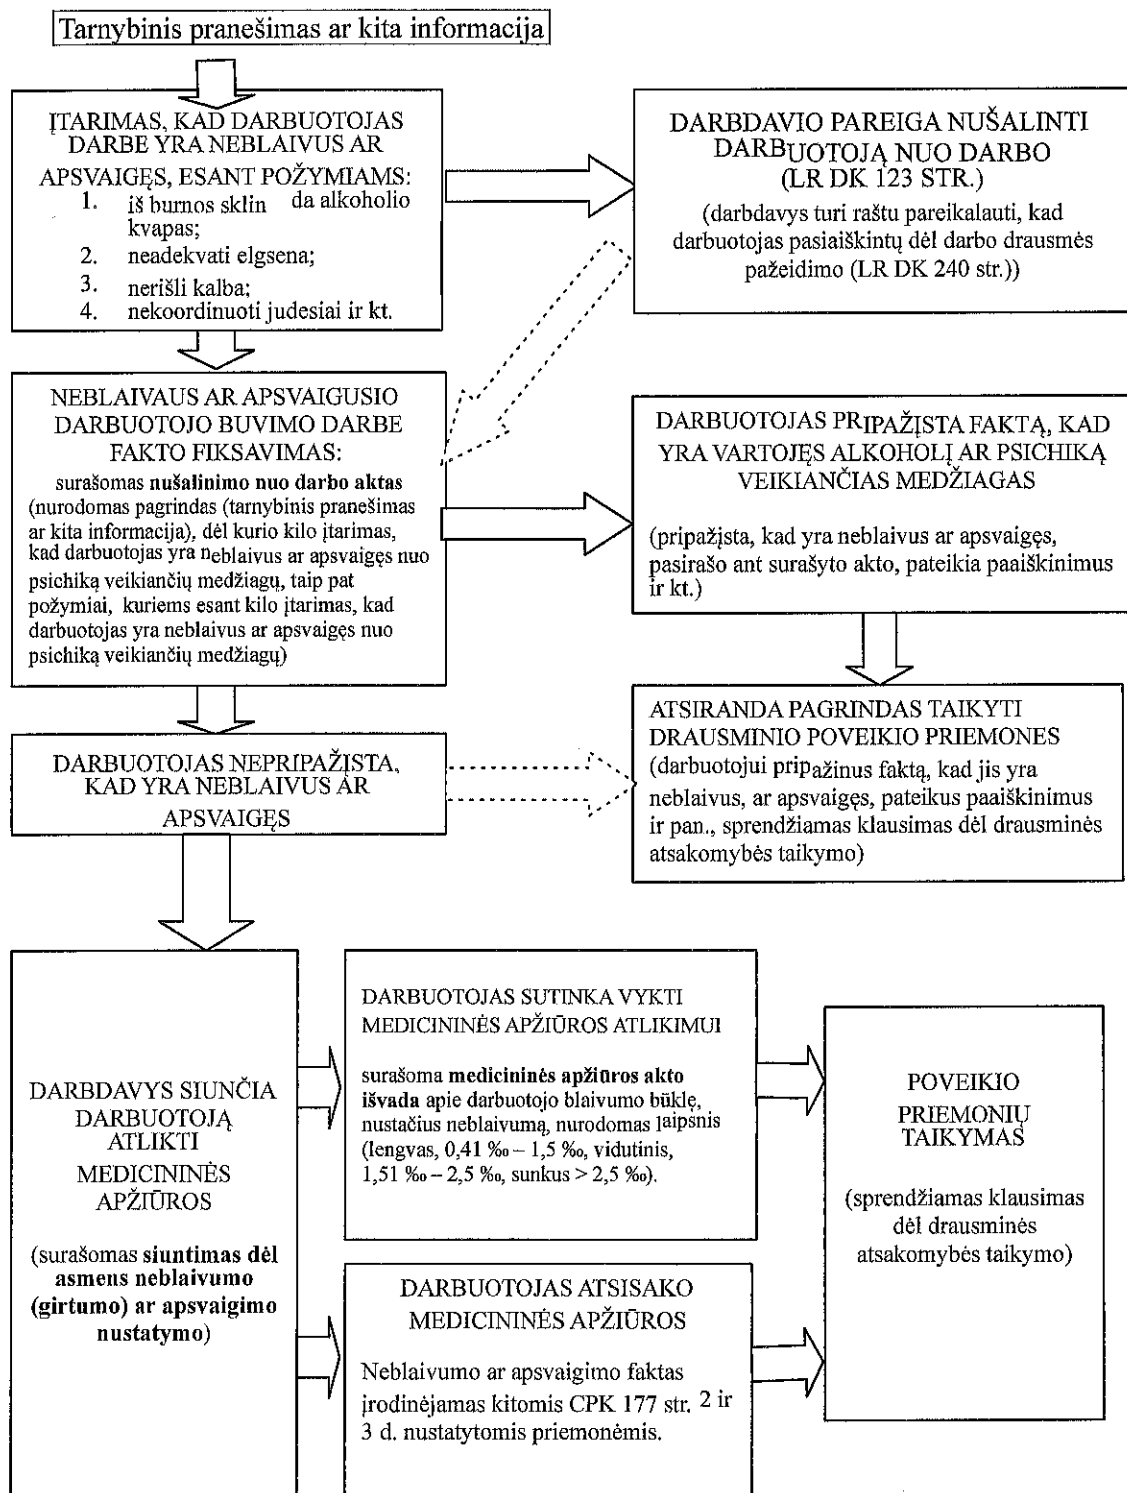 Tarnybinis pranešimas ar kita informacija
ĮTARIMAS, KAD DARBUOTOJAS
DARBE YRA NEBLAIVUS AR
APSVAIGĘS, ESANT POŽYMIAMS:
1. iš burnos sklin da alkoholio
kvapas;
2. neadekvati elgsena;
3. nerišli kalba;
4. nekoordinuoti judesiai ir kt.
DARBDAVIO PAREIGA NUŠALINTI
DARBUOTOJĄ NUO DARBO
(LR DK 123 STR.)
(darbdavys turi raštu pareikalauti, kad
darbuotojas pasiaiškintų dėl darbo drausmės
pažeidimo (LR DK 240 str.))
NEBLAIVAUS AR APSVAIGUSIO
DARBUOTOJO BUVIMO DARBE
FAKTO FIKSAVIMAS:
surašomas nušalinimo nuo darbo aktas
(nurodomas pagrindas (tarnybinis pranešimas
ar kita informacija), dėl kurio kilo įtarimas,
kad darbuotojas yra neblaivus ar apsvaigęs nuo
psichiką veikiančių medžiagų, taip pat
požymiai, kuriems esant kilo įtarimas, kad
darbuotojas yra neblaivus ar apsvaigęs nuo
psichiką veikiančių medžiagų)
DARBUOTOJAS PRIPAŽĮSTA FAKTĄ, KAD
YRA VARTOJĘS ALKOHOLĮ AR PSICHIKĄ
VEIKIANČIAS MEDŽIAGAS
(pripažįsta, kad yra neblaivus ar apsvaigęs,
pasirašo ant surašyto akto, pateikia paaiškinimus
ir kt.)
DARBUOTOJAS NEPRIPAŽĮSTA,
KAD YRA NEBLAIVUS AR
APSVAIGĘS
ATSIRANDA PAGRINDAS TAIKYTI
DRAUSMINIO POVEIKIO PRIEMONES
(darbuotojui pripažinus faktą, kad jis yra
neblaivus, ar apsvaigęs, pateikus paaiškinimus
ir pan., sprendžiamas klausimas dėl drausminės
atsakomybės taikymo)
DARBDAVYS SIUNČIA
DARBUOTOJĄ
ATLIKTI
MEDICININĖS
APŽIŪROS
(surašomas siuntimas dėl
asmens neblaivumo
(girtumo) ar apsvaigimo
nustatymo)
DARBUOTOJAS SUTINKA VYKTI
MEDICININĖS APŽIŪROS ATLIKIMUI
surašoma medicininės apžiūros akto
išvada apie darbuotojo blaivumo būklę,
nustačius neblaivumą, nurodomas laipsnis
(lengvas, 0,41 ‰ – 1,5 ‰, vidutinis,
1,51 ‰ – 2,5 ‰, sunkus > 2,5 ‰).
DARBUOTOJAS ATSISAKO
MEDICININĖS APŽIŪROS
Neblaivumo ar apsvaigimo faktas
įrodinėjamas kitomis CPK 177 str. 2 ir
3 d. nustatytomis priemonėmis.
POVEIKIO
PRIEMONIŲ
TAIKYMAS
(sprendžiamas klausimas
dėl drausminės
atsakomybės taikymo)